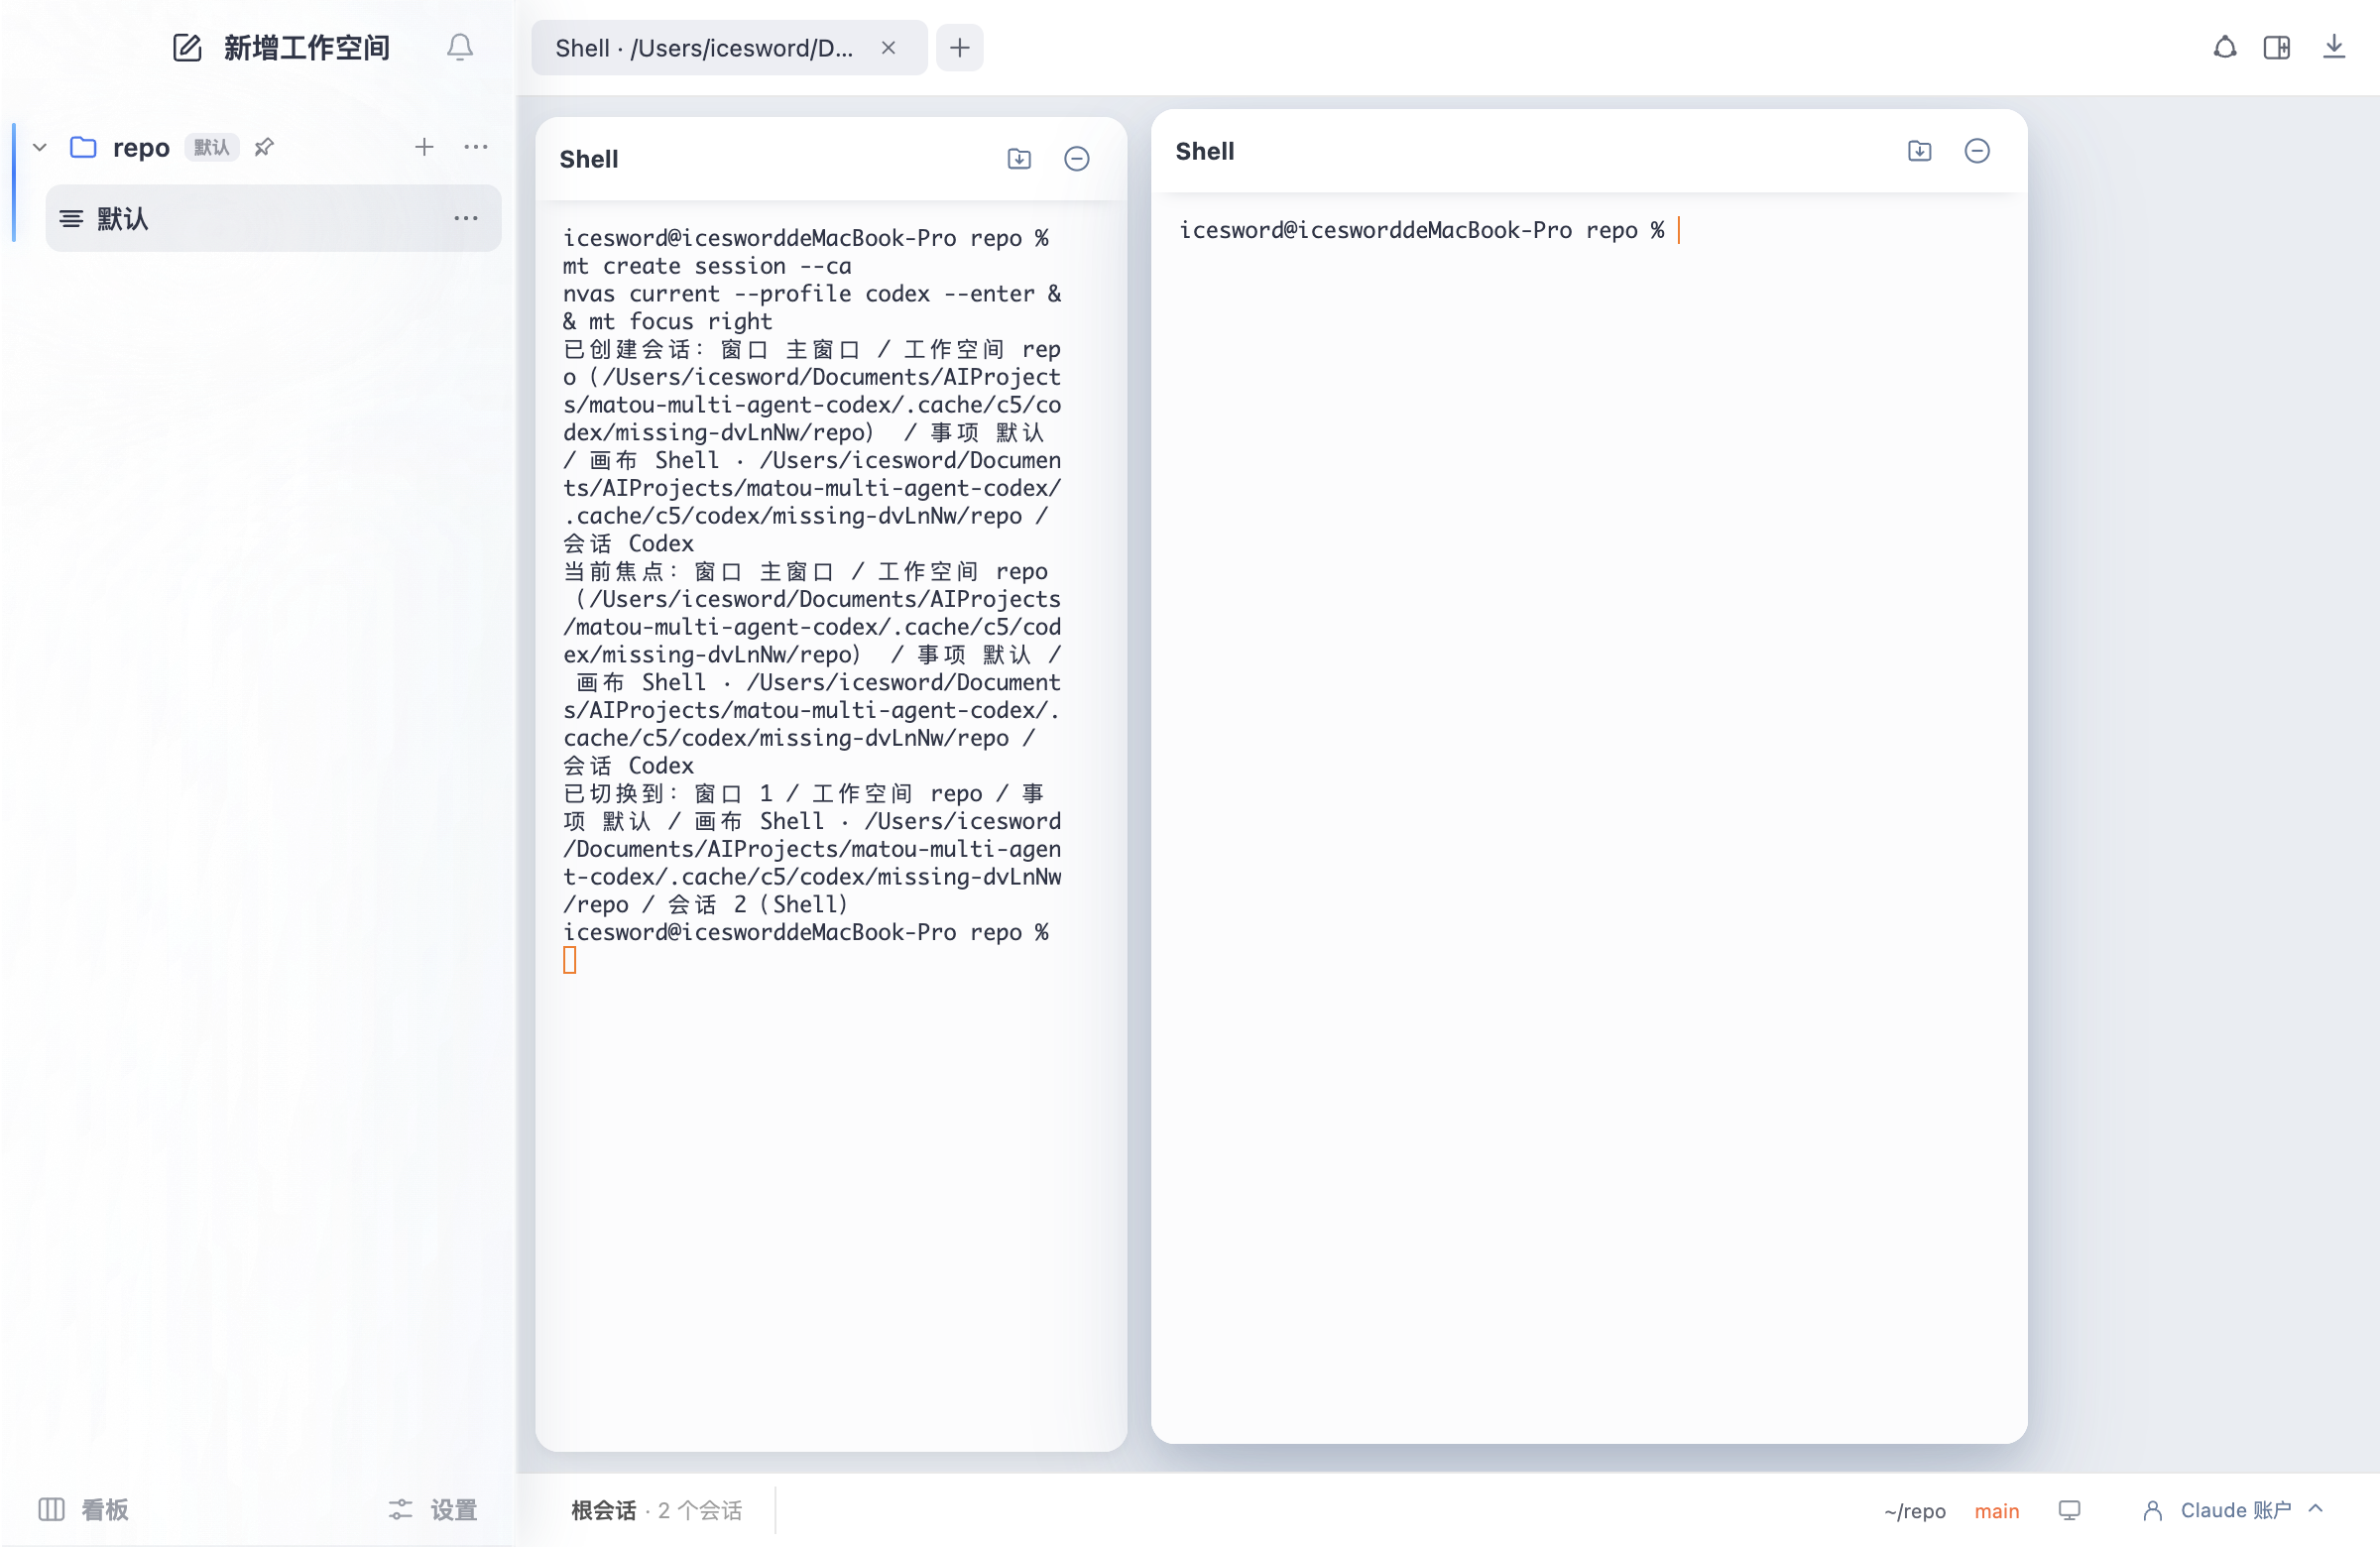 新增工作空间
Shell · /Users/icesword/D...
repo 默认
默认
Shell
icesword@icesworddeMacBook-Pro repo %
mt create session --ca
nvas current --profile codex --enter &
& mt focus right
已创建会话：窗口 主窗口 / 工作空间 rep
o（/Users/icesword/Documents/AIProject
s/matou-multi-agent-codex/.cache/c5/co
dex/missing-dvLnNw/repo） / 事项 默认
/ 画布 Shell · /Users/icesword/Documen
ts/AIProjects/matou-multi-agent-codex/
.cache/c5/codex/missing-dvLnNw/repo /
会话 Codex
当前焦点：窗口 主窗口 / 工作空间 repo
（/Users/icesword/Documents/AIProjects
/matou-multi-agent-codex/.cache/c5/cod
ex/missing-dvLnNw/repo） / 事项 默认 /
画布 Shell · /Users/icesword/Document
s/AIProjects/matou-multi-agent-codex/.
cache/c5/codex/missing-dvLnNw/repo /
会话 Codex
已切换到：窗口 1 / 工作空间 repo / 事
项 默认 / 画布 Shell · /Users/icesword
/Documents/AIProjects/matou-multi-agen
t-codex/.cache/c5/codex/missing-dvLnNw
/repo / 会话 2（Shell）
icesword@icesworddeMacBook-Pro repo %
Shell
icesword@icesworddeMacBook-Pro repo %
看板
设置
根会话 · 2 个会话
~/repo main
Claude 账户